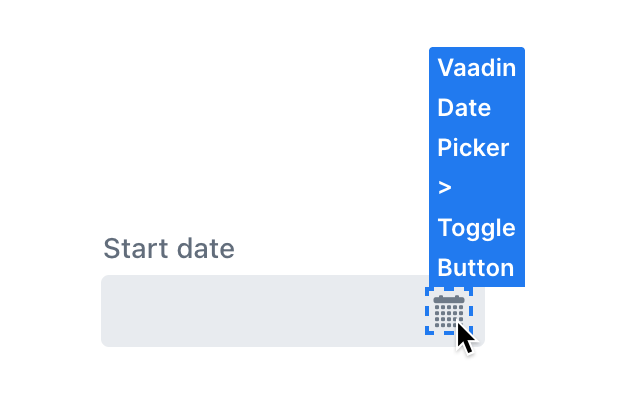 Vaadin
Date
Picker
>
Toggle
Button
Start date